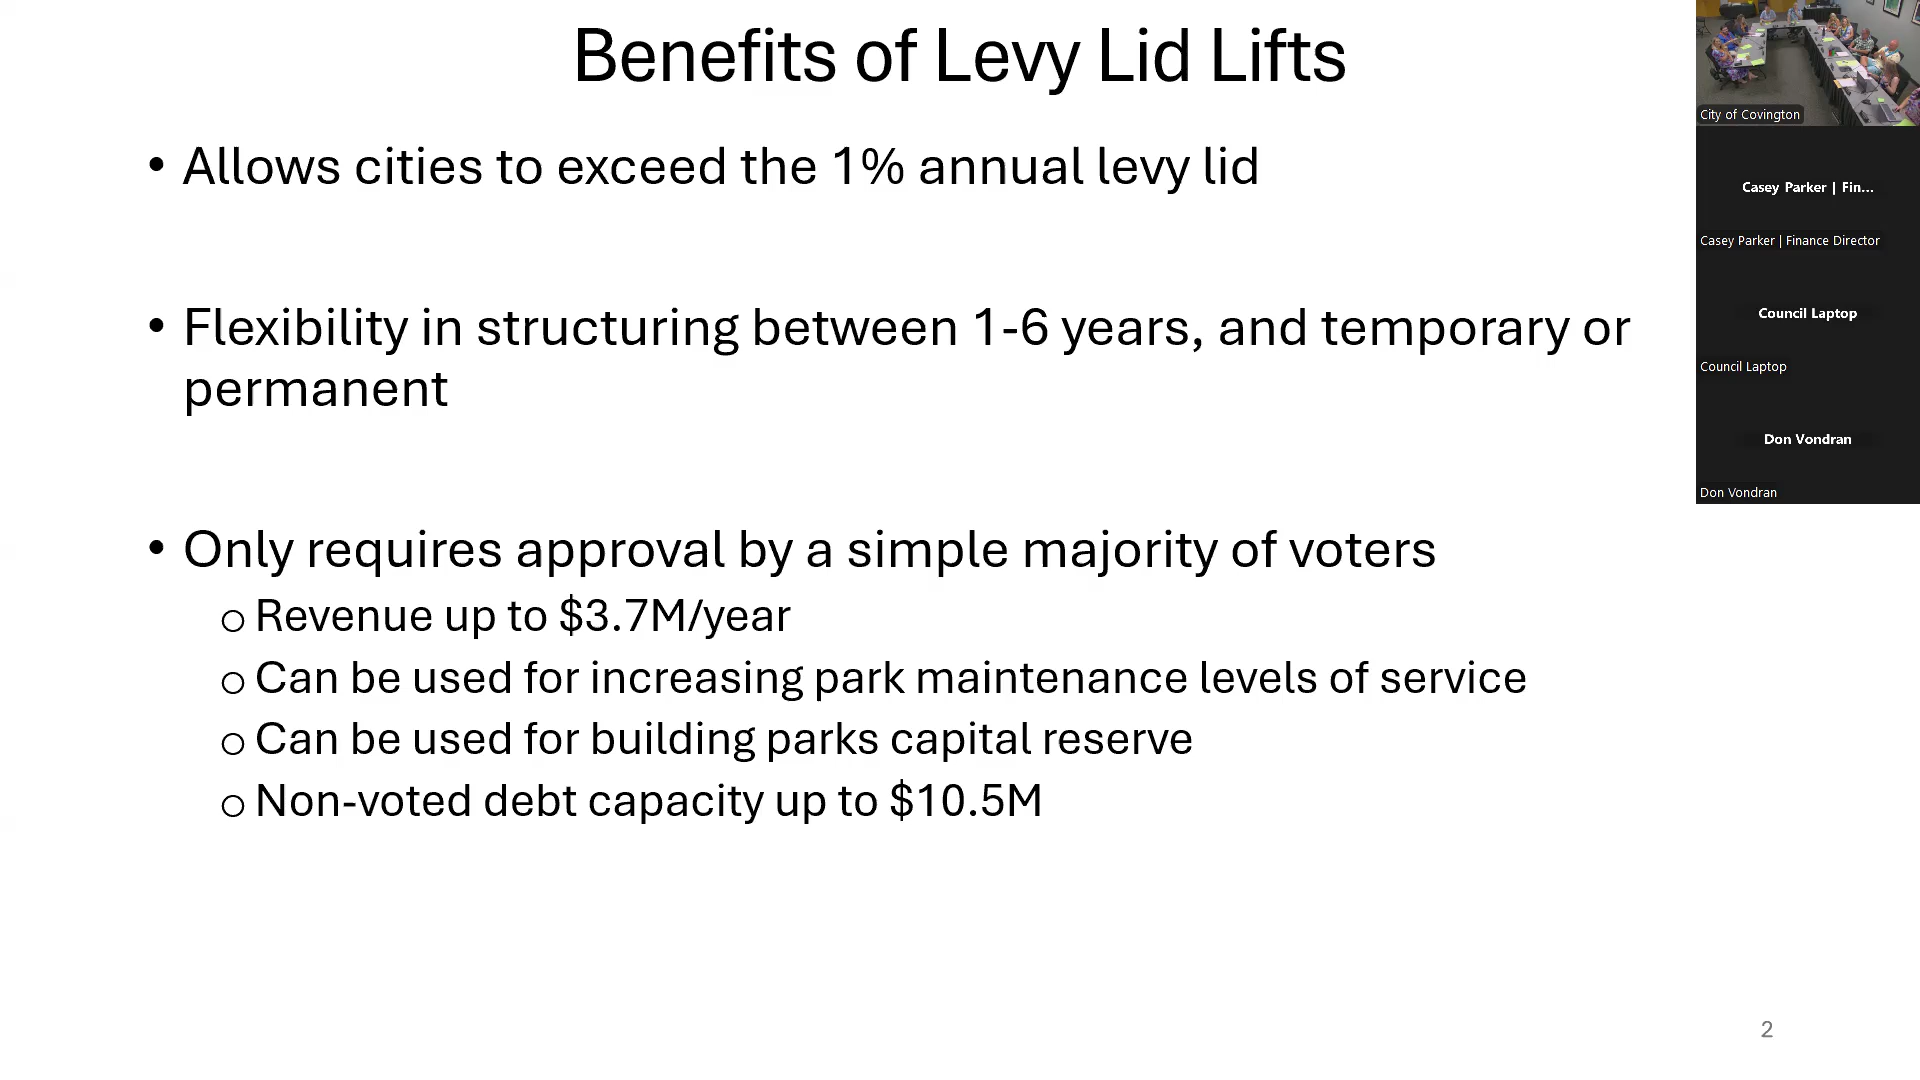 Benefits of Levy Lid Lifts
• Allows cities to exceed the 1% annual levy lid
• Flexibility in structuring between 1-6 years, and temporary or
permanent
• Only requires approval by a simple majority of voters
o Revenue up to $3.7M/year
o Can be used for increasing park maintenance levels of service
o Can be used for building parks capital reserve
o Non-voted debt capacity up to $10.5M
2
City of Covington
Casey Parker | Fin...
Casey Parker | Finance Director
Council Laptop
Council Laptop
Don Vondran
Don Vondran